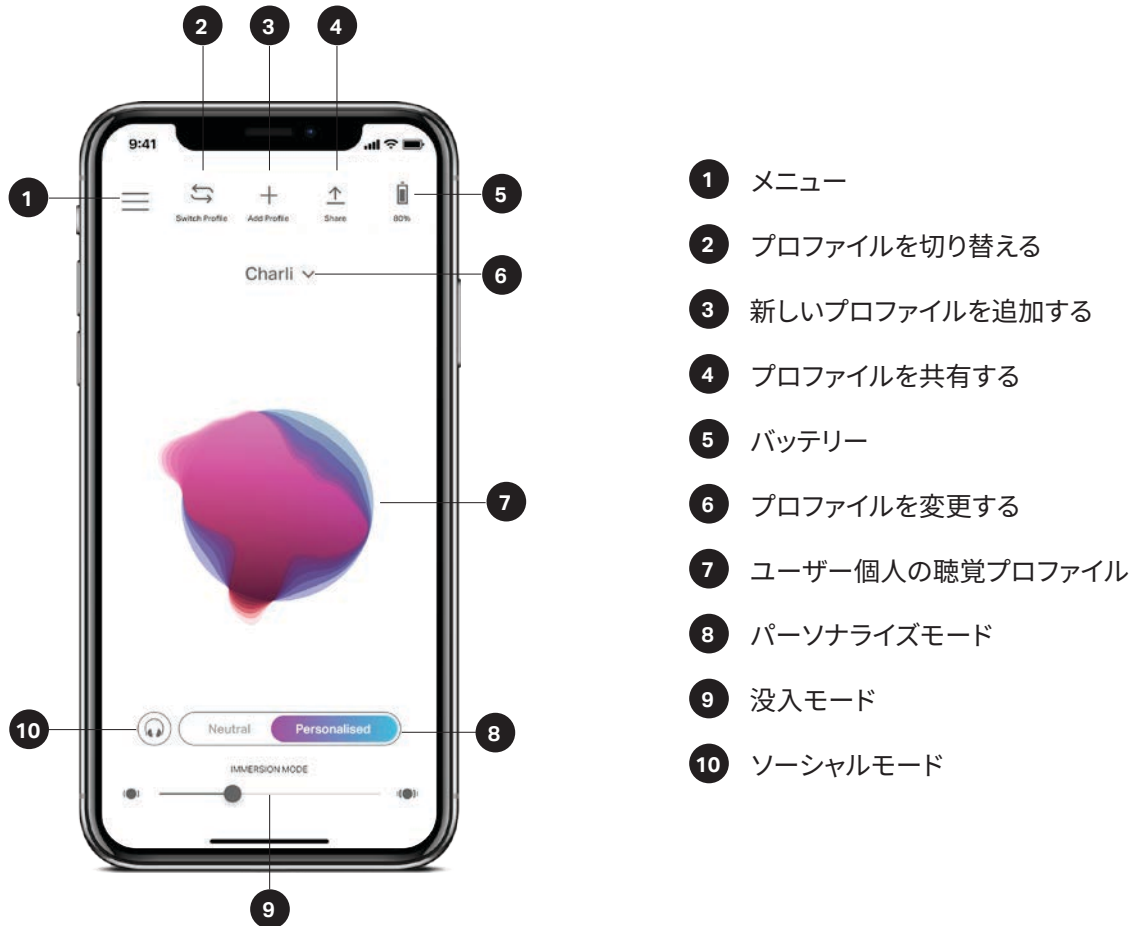 2 3 4
9:41
1
Switch Profile Add Profile Share 80%
5
Charli
6
7
10
Neutral Personalised
8
IMMERSION MODE
9
1 メニュー
2 プロファイルを切り替える
3 新しいプロファイルを追加する
4 プロファイルを共有する
5 バッテリー
6 プロファイルを変更する
7 ユーザー個人の聴覚プロファイル
8 パーソナライズモード
9 没入モード
10 ソーシャルモード